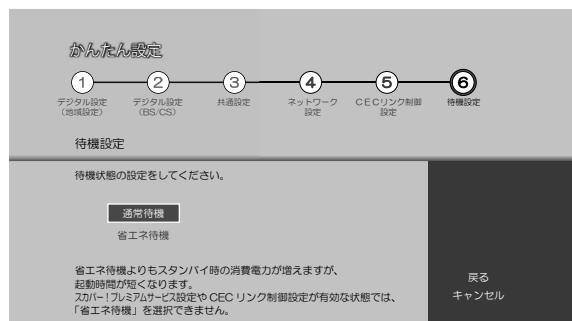 かんたん設定
1 2 3 4 5 6
デジタル設定 デジタル設定 共通設定 ネットワーク CECリンク制御 待機設定
(地域設定) (BS/CS) 設定 設定
待機設定
待機状態の設定をしてください。
通常待機
省エネ待機
省エネ待機よりもスタンバイ時の消費電力が増えますが、
起動時間が短くなります。
スカパー!プレミアムサービス設定や CEC リンク制御設定が有効な状態では、
「省エネ待機」を選択できません。
戻る
キャンセル